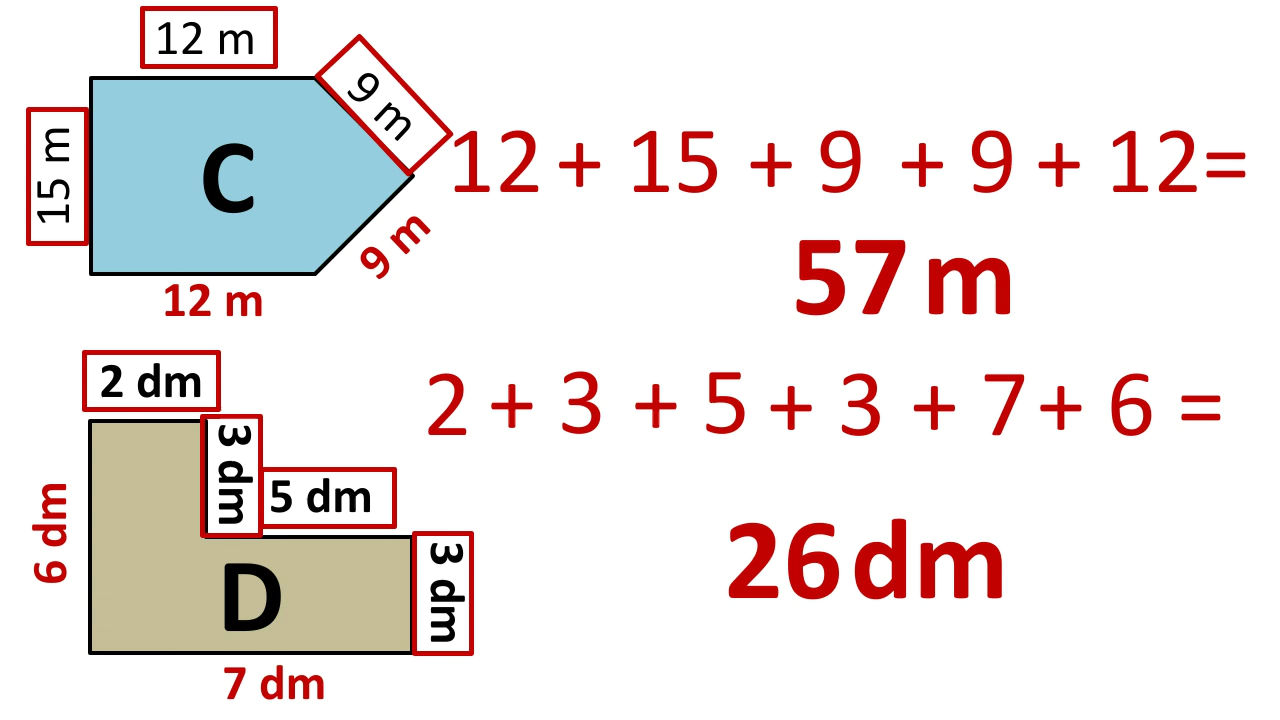 12 m
15 m
9 m
C
9 m
12 m
12 + 15 + 9 + 9 + 12=
57 m
2 dm
3 dm
5 dm
6 dm
D
3 dm
7 dm
2 + 3 + 5 + 3 + 7 + 6 =
26 dm